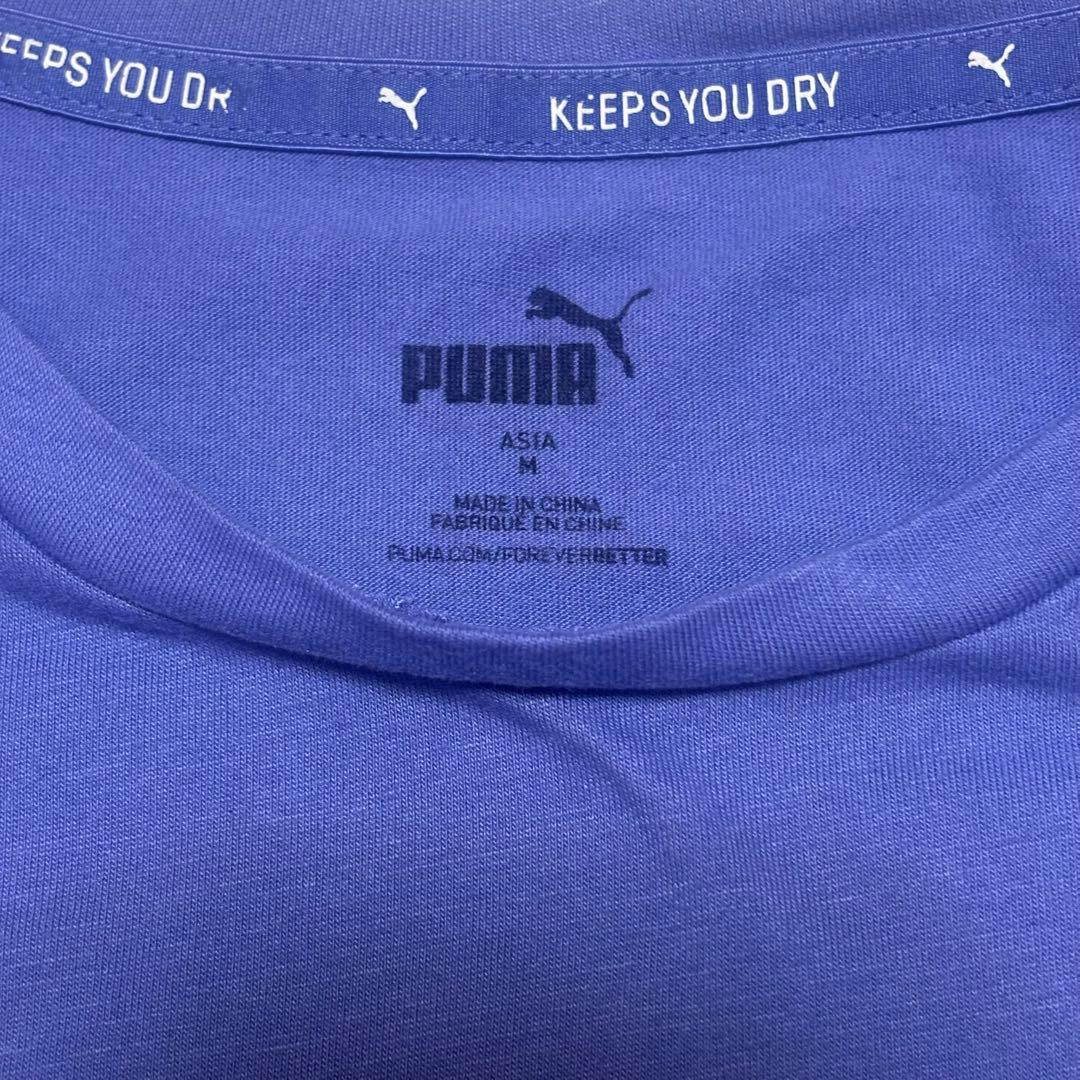 KEEPS YOU DR
KEEPS YOU DRY
PUMA
ASIA
M
MADE IN CHINA
FABRIQUÉ EN CHINE
PUMA.COM/FOREVERBETTER